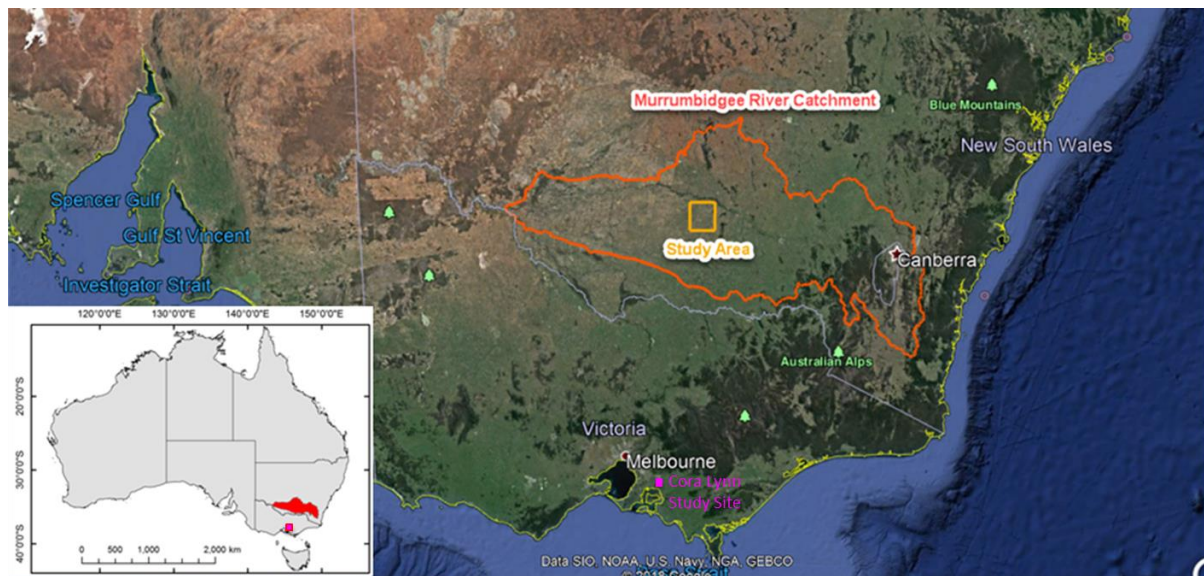 Murrumbidgee River Catchment
Blue Mountains
New South Wales
Spencer Gulf
Gulf St Vincent
Study Area
Canberra
Investigator Strait
120°0'0"E 130°0'0"E 140°0'0"E 150°0'0"E
Australian Alps
20°0'0"S
Victoria
Melbourne
30°0'0"S
Cora Lynn
Study Site
40°0'0"S
0 500 1,000 2,000 km
Data SIO, NOAA, U.S. Navy, NGA, GEBCO
© 2018 Google